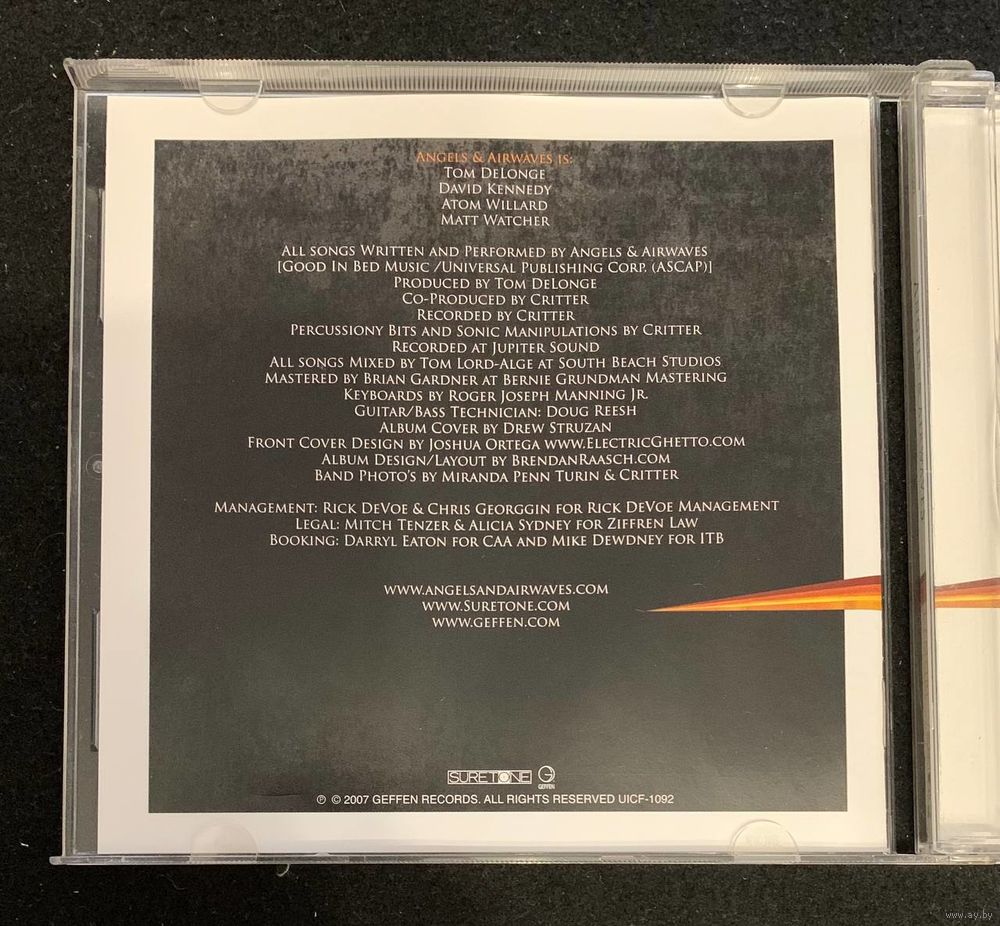 Angels & Airwaves is:
Tom DeLonge
David Kennedy
Atom Willard
Matt Watcher
All songs Written and Performed by Angels & Airwaves
[Good In Bed Music /Universal Publishing Corp. (ASCAP)]
Produced by Tom DeLonge
Co-Produced by Critter
Recorded by Critter
Percussiony Bits and Sonic Manipulations by Critter
Recorded at Jupiter Sound
All songs Mixed by Tom Lord-Alge at South Beach Studios
Mastered by Brian Gardner at Bernie Grundman Mastering
Keyboards by Roger Joseph Manning Jr.
Guitar/Bass Technician: Doug Reesh
Album Cover by Drew Struzan
Front Cover Design by Joshua Ortega www.ElectricGhetto.com
Album Design/Layout by BrendanRaasch.com
Band Photo's by Miranda Penn Turin & Critter
Management: Rick DeVoe & Chris Georggin for Rick DeVoe Management
Legal: Mitch Tenzer & Alicia Sydney for Ziffren Law
Booking: Darryl Eaton for CAA and Mike Dewdney for ITB
www.angelsandairwaves.com
www.Suretone.com
www.geffen.com
SURETONE G
GEFFEN
℗ © 2007 GEFFEN RECORDS. ALL RIGHTS RESERVED UICF-1092
www.ay.by